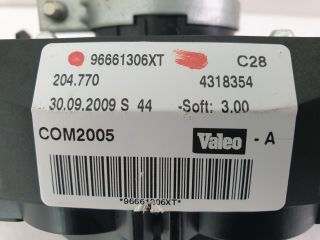 96661306XT C28
204.770 4318354
30.09.2009 S 44 -Soft: 3.00
COM2005 Valeo - A
*96661306XT*